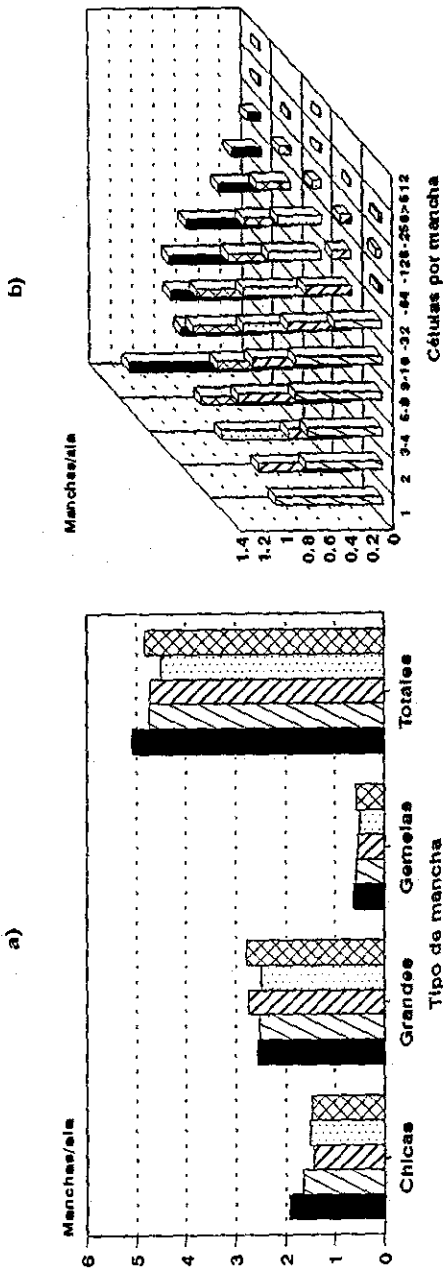 a)
Manchas/ala
6
5
4
3
2
1
0
Chicas Grandes Gemelas Totales
Tipo de mancha
b)
Manchas/ala
1.4
1.2
1
0.8
0.6
0.4
0.2
0
1 2 3-4 5-8 9-16 -32 -64 -128 -256 >512
Células por mancha